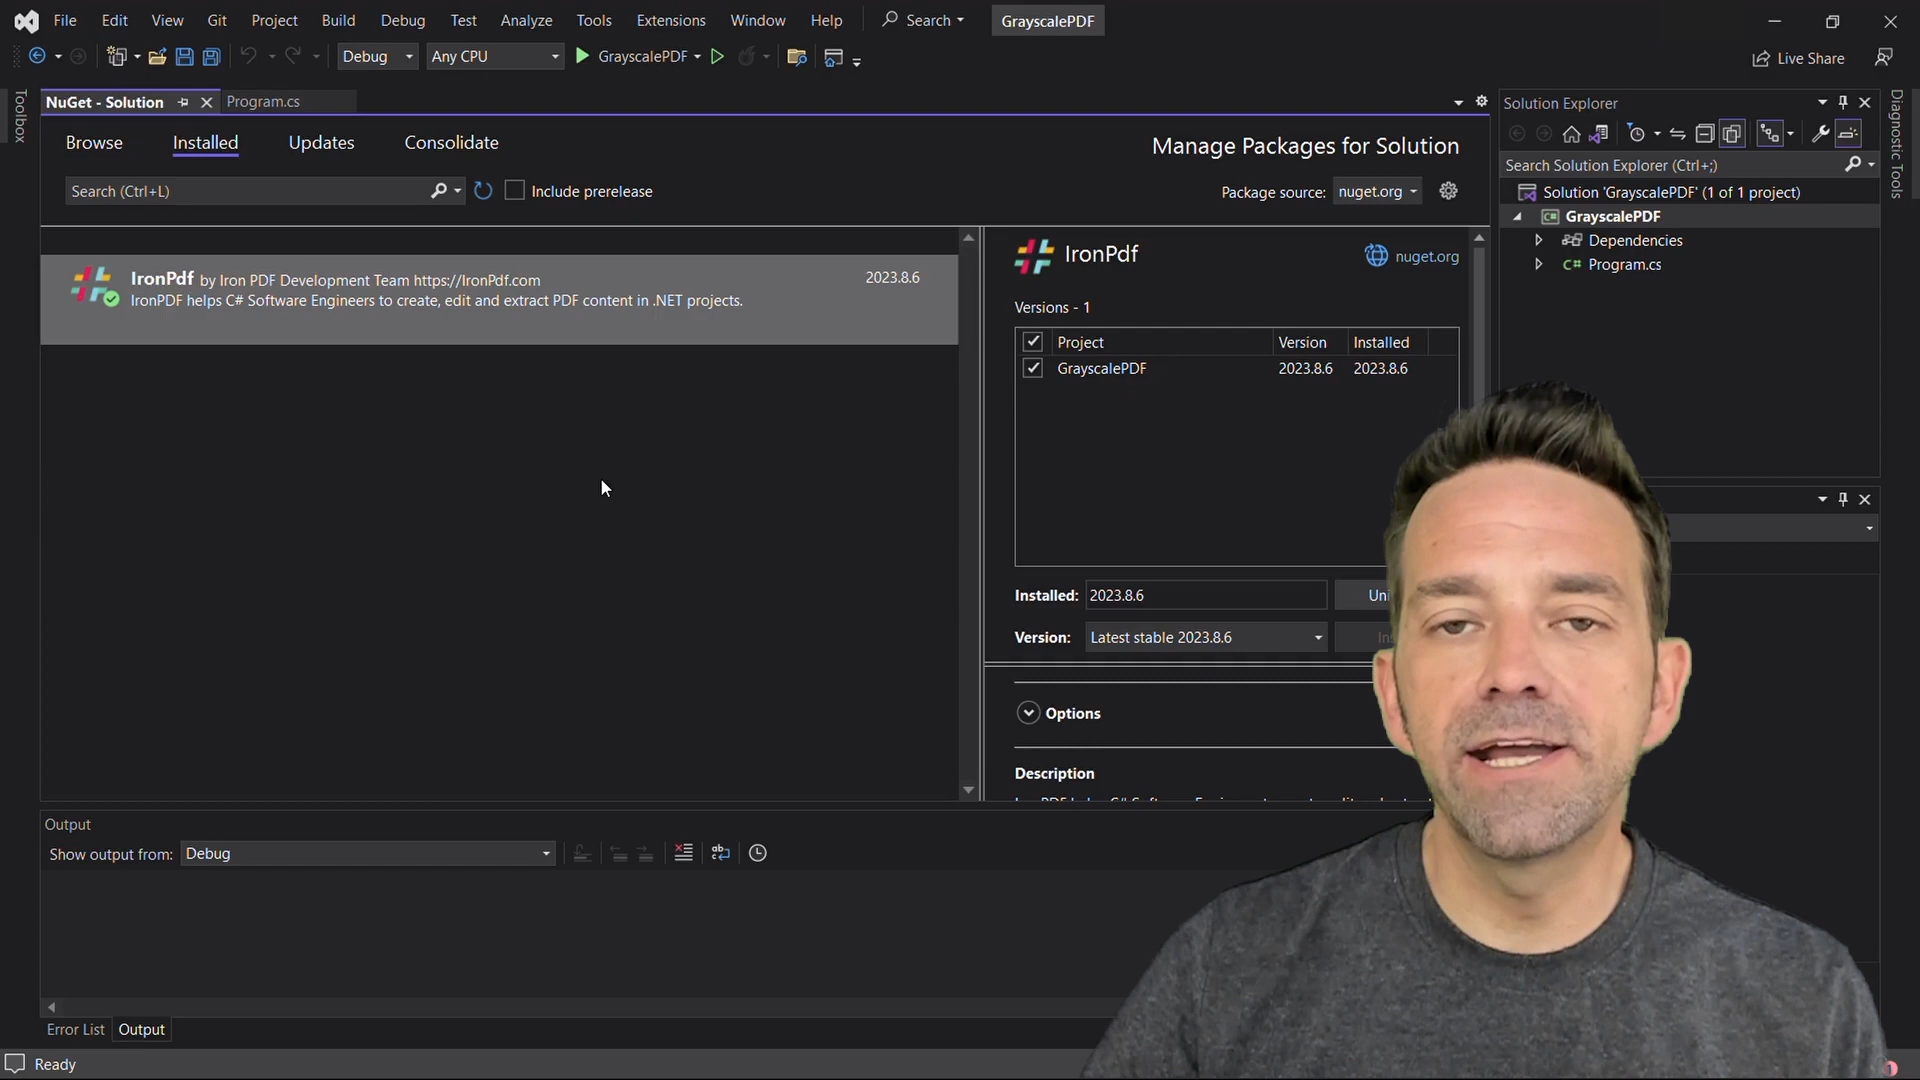 File Edit View Git Project Build Debug Test Analyze Tools Extensions Window Help Search GrayscalePDF
Debug Any CPU GrayscalePDF Live Share
Toolbox
NuGet - Solution Program.cs
Browse Installed Updates Consolidate
Manage Packages for Solution
Search (Ctrl+L) Include prerelease
Package source: nuget.org
IronPdf by Iron PDF Development Team https://IronPdf.com 2023.8.6
IronPDF helps C# Software Engineers to create, edit and extract PDF content in .NET projects.
IronPdf nuget.org
Versions - 1
Project Version Installed
GrayscalePDF 2023.8.6 2023.8.6
Installed: 2023.8.6 Uni
Version: Latest stable 2023.8.6
Options
Description
Solution Explorer
Search Solution Explorer (Ctrl+;)
Solution 'GrayscalePDF' (1 of 1 project)
C# GrayscalePDF
Dependencies
C# Program.cs
Diagnostic Tools
Output
Show output from: Debug
Error List Output
Ready
1